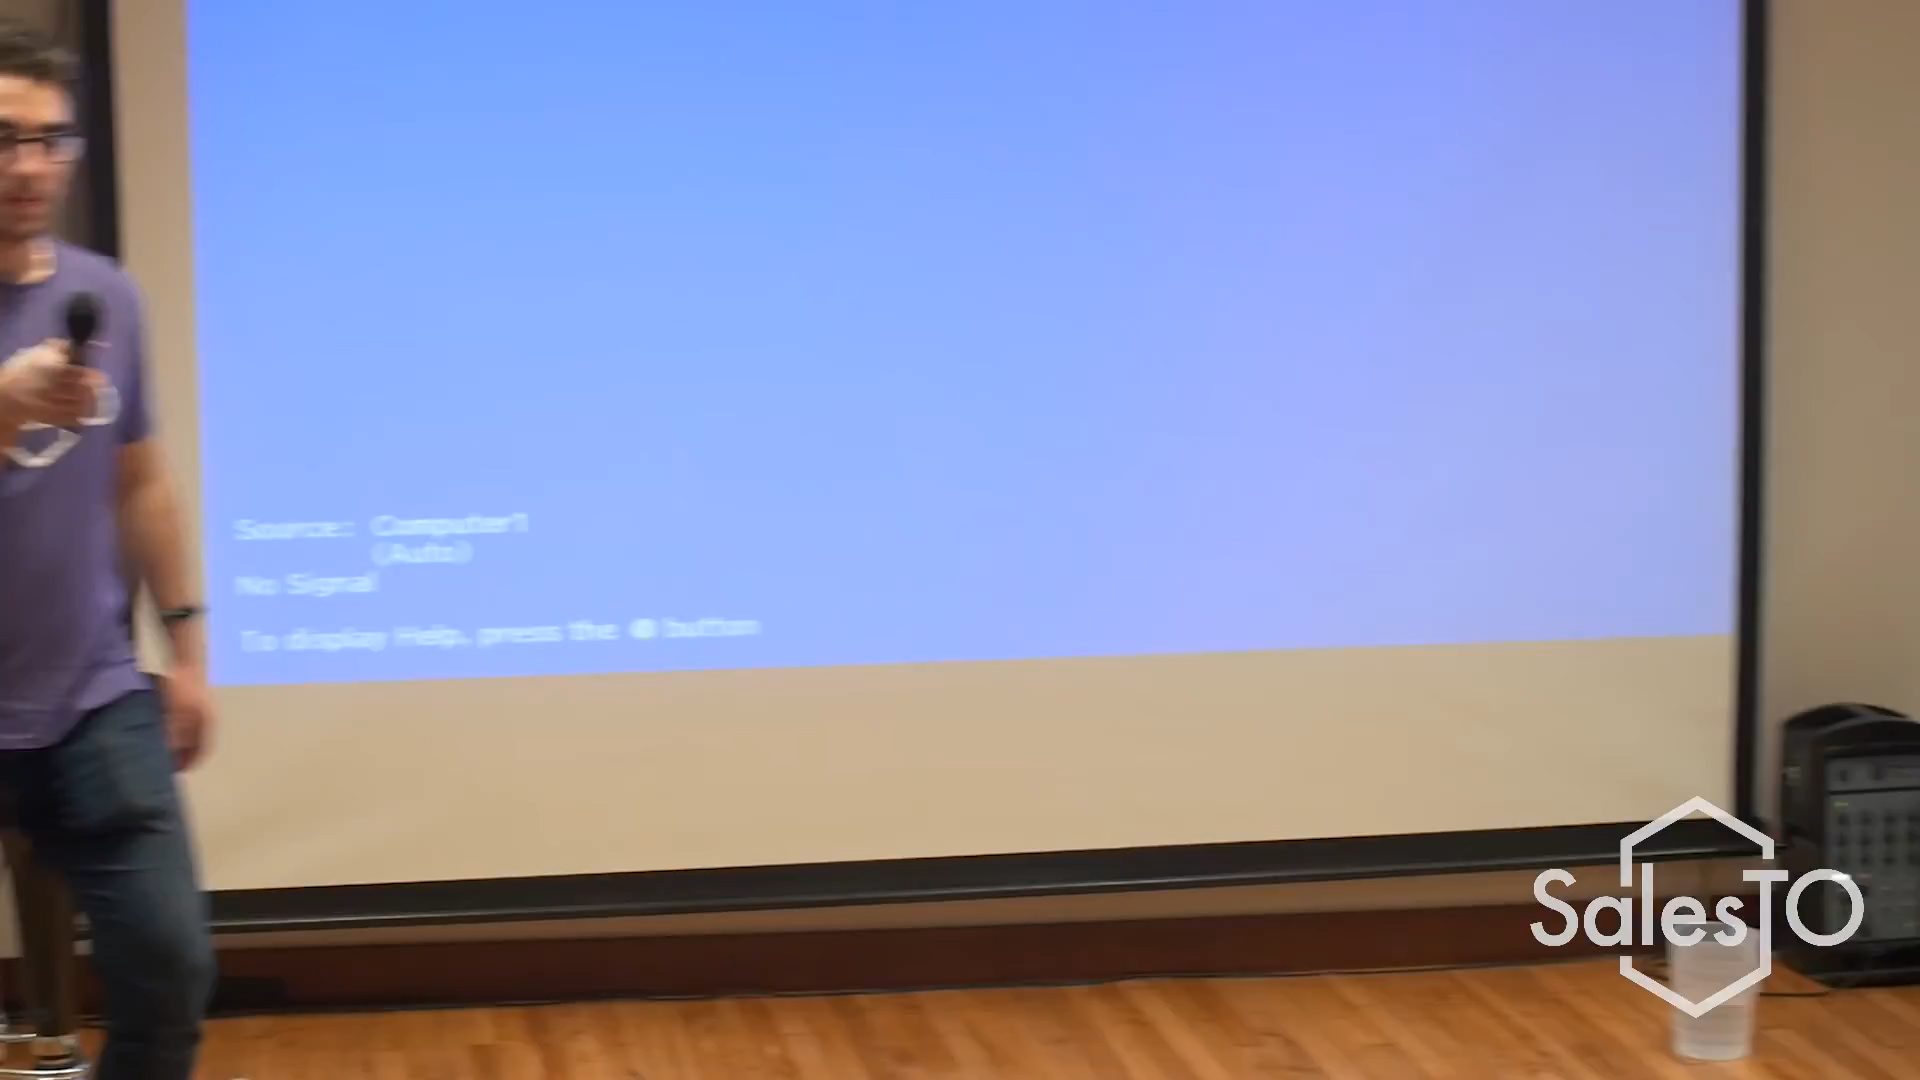 Source: Computer1
(Auto)
No Signal
To display Help, press the button
SalesTO